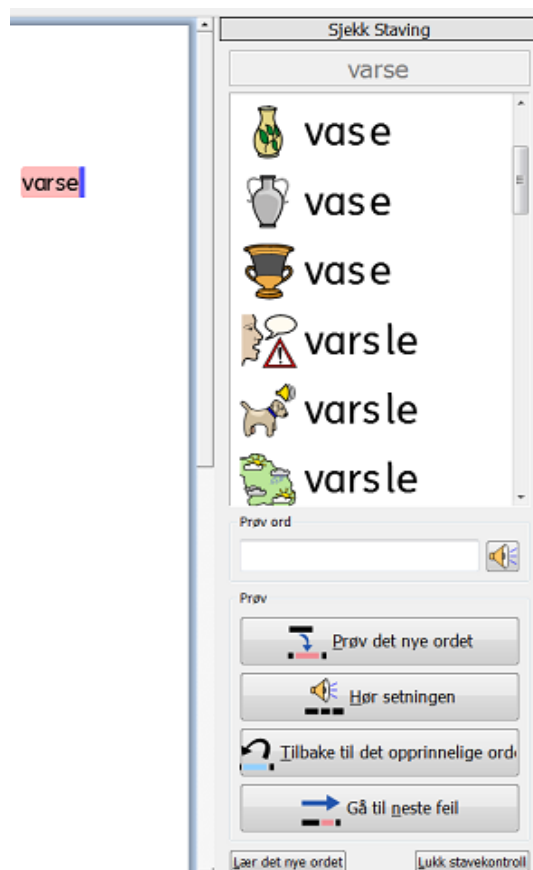 Sjekk Staving
varse
vase
varse
vase
vase
varsle
varsle
varsle
Prøv ord
Prøv
Prøv det nye ordet
Hør setningen
Tilbake til det opprinnelige ord
Gå til neste feil
Lær det nye ordet
Lukk stavekontroll